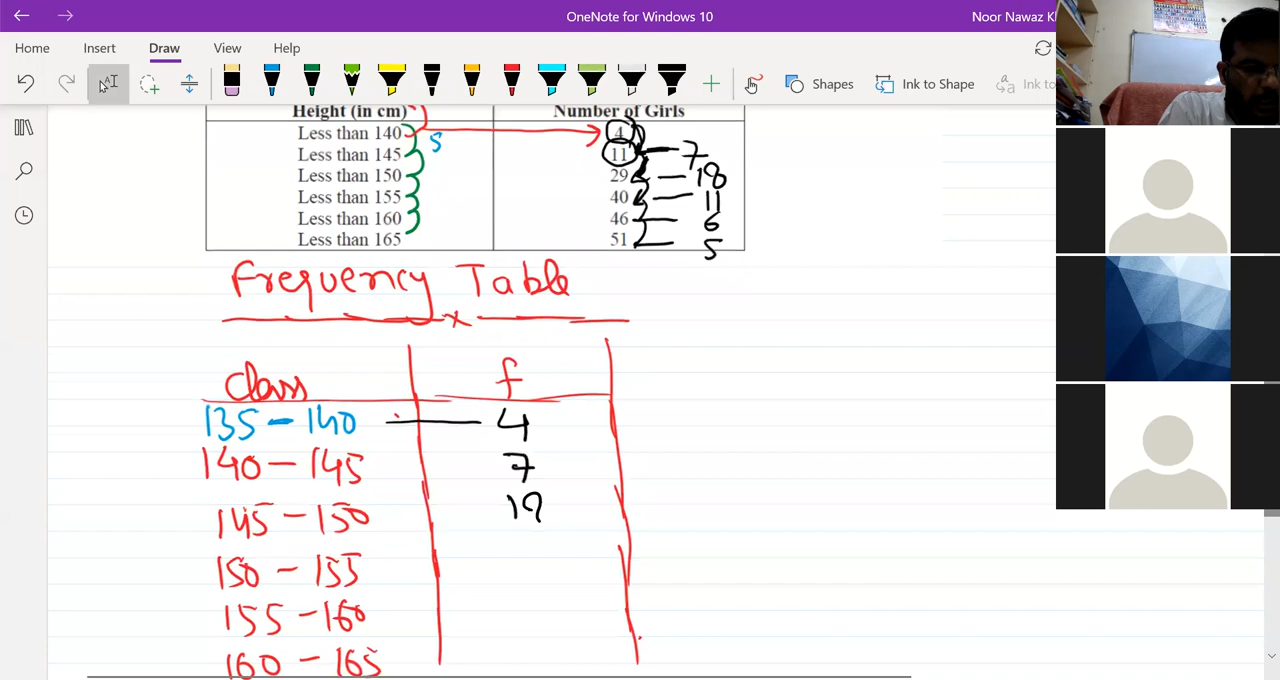 OneNote for Windows 10
Noor Nawaz K
Home Insert Draw View Help
Shapes Ink to Shape Ink to
Height (in cm) Number of Girls
Less than 140 4
Less than 145 11 7
Less than 150 29 18
Less than 155 40 11
Less than 160 46 6
Less than 165 51 5
5
Frequency Table
x
Class f
135 - 140 4
140 - 145 7
145 - 150 18
150 - 155
155 - 160
160 - 165